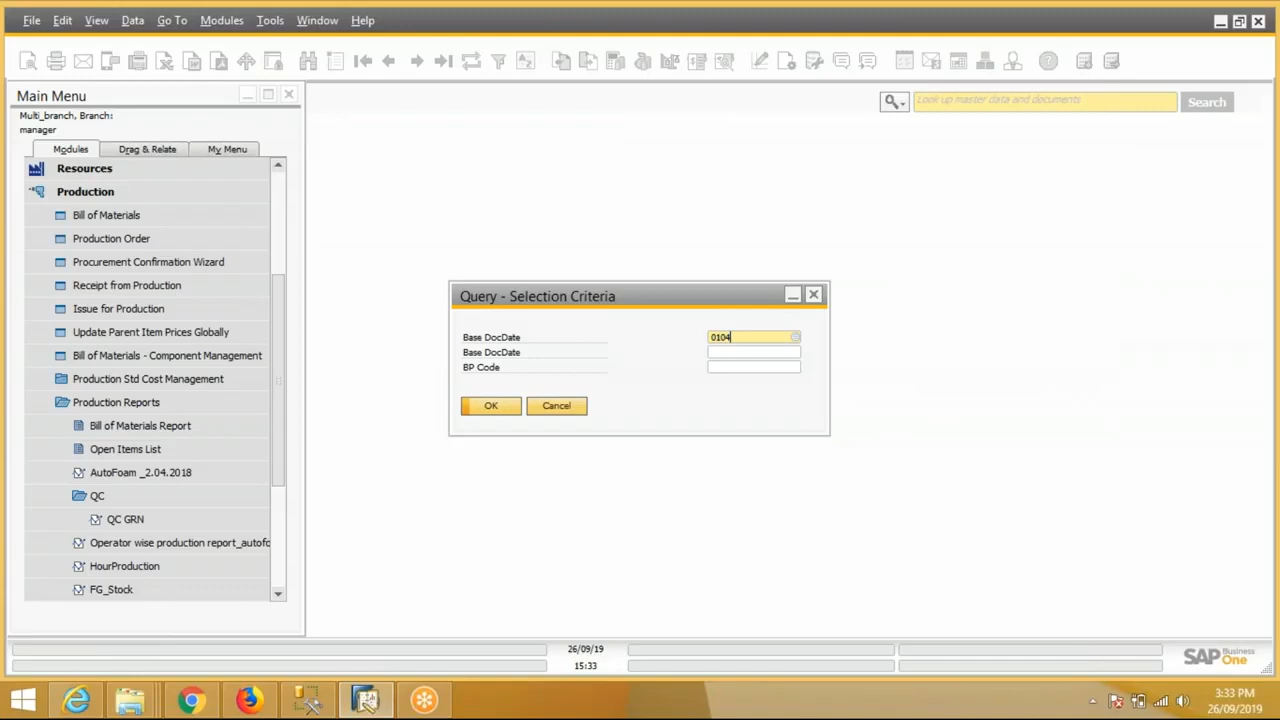 File Edit View Data Go To Modules Tools Window Help
Main Menu
Multi_branch, Branch:
manager
Modules Drag & Relate My Menu
Look up master data and documents Search
Resources
Production
Bill of Materials
Production Order
Procurement Confirmation Wizard
Receipt from Production
Issue for Production
Update Parent Item Prices Globally
Bill of Materials - Component Management
Production Std Cost Management
Production Reports
Bill of Materials Report
Open Items List
AutoFoam _2.04.2018
QC
QC GRN
Operator wise production report_autofo
HourProduction
FG_Stock
Query - Selection Criteria
Base DocDate 0104
Base DocDate
BP Code
OK Cancel
26/09/19
15:33
SAP Business One
3:33 PM
26/09/2019